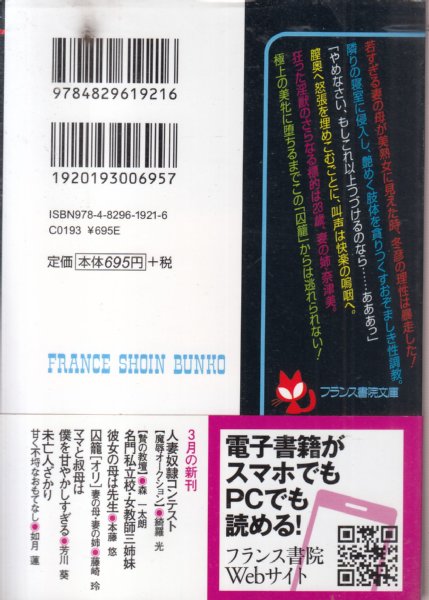 若すぎる妻の母が美熟女に見えた時、冬彦の理性は暴走した!
隣りの寝室に侵入し、艶めく肢体を貪りつくすおぞましき性調教。
「やめなさい、もしこれ以上つづけるのなら……あああっ」
膣奥へ怒張を埋めこむごとに、叫声は快楽の嗚咽へ。
狂った淫獣のさらなる標的は28歳、妻の姉・奈津美。
極上の美牝に堕ちるまでこの「囚籠」からは逃れられない!
フランス書院文庫
9784829619216
1920193006957
ISBN978-4-8296-1921-6
C0193 ¥695E
定価 本体695円 +税
FRANCE SHOIN BUNKO
3月の新刊
人妻奴隷コンテスト
【魔辱オークション】●綺羅 光
【贄の教壇】●森 一太朗
名門私立校・女教師三姉妹
彼女の母は先生●本藤 悠
囚籠【オリ】妻の母・妻の姉●藤崎 玲
ママと叔母は
僕を甘やかしすぎる●芳川 葵
未亡人ざかり
甘く不埒なおもてなし●如月 蓮
電子書籍が
スマホでも
PCでも
読める!
フランス書院
Webサイト